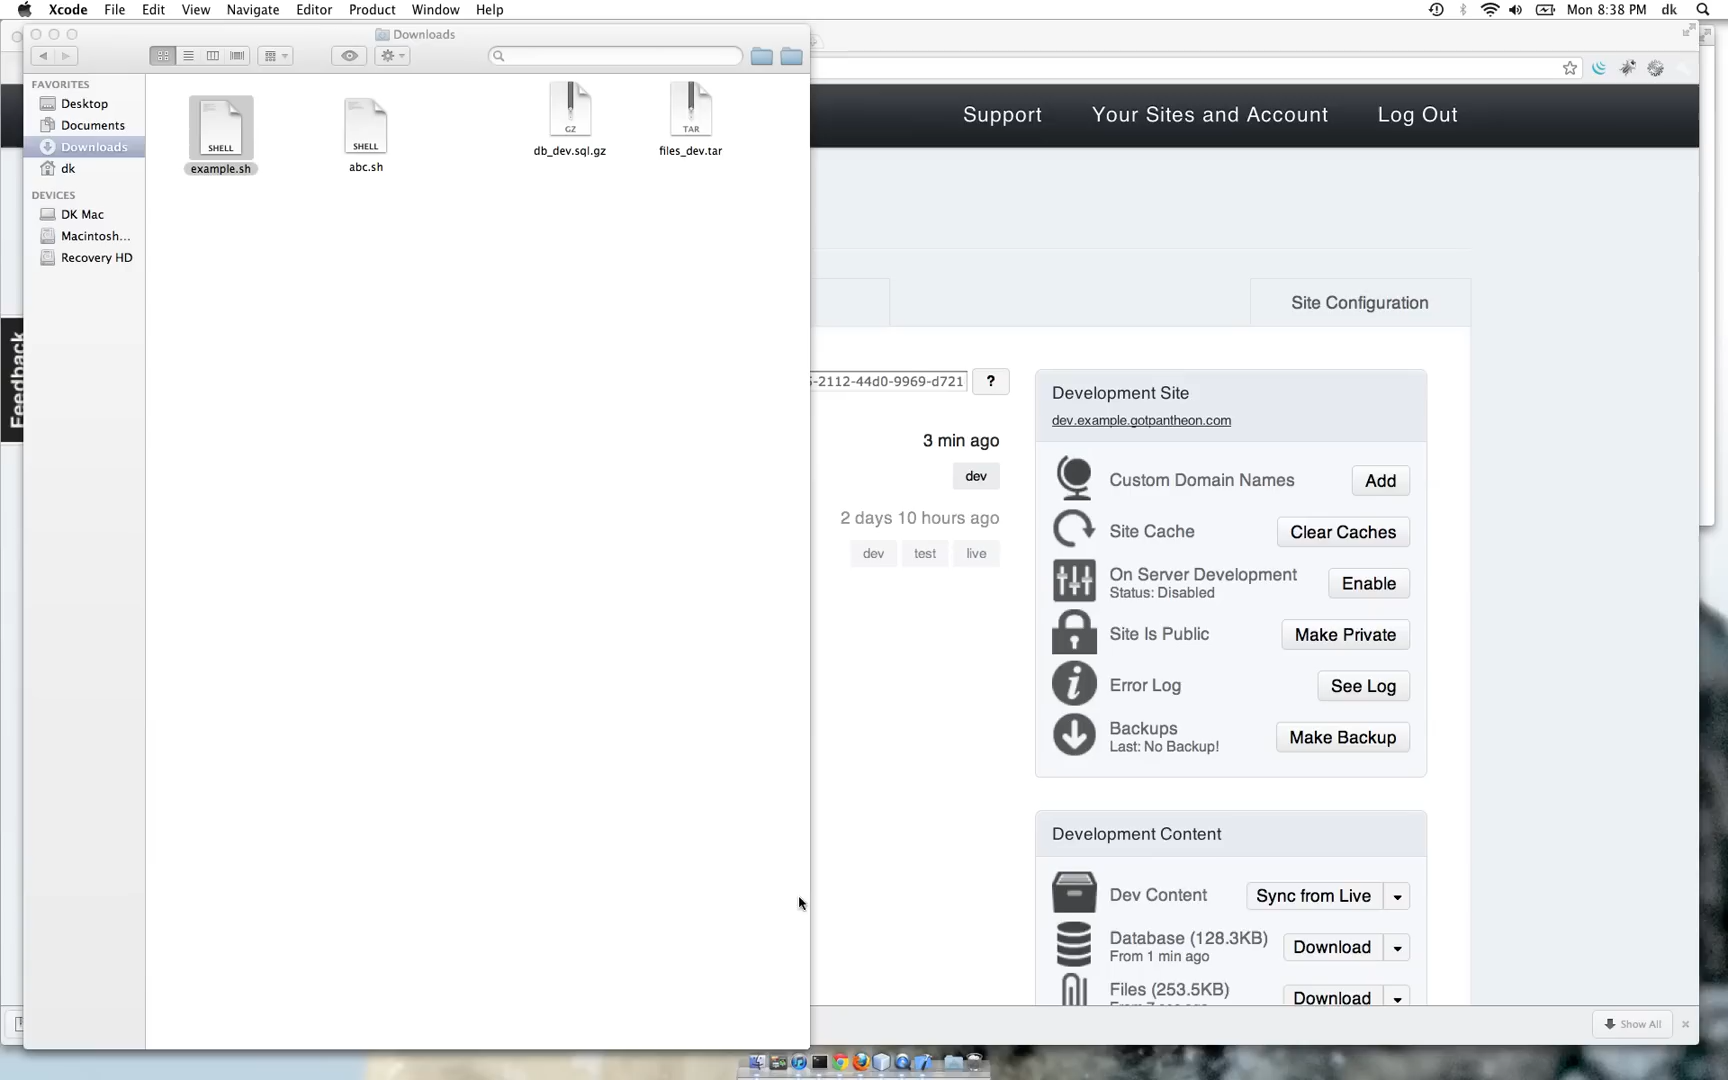 Xcode File Edit View Navigate Editor Product Window Help
Mon 8:38 PM dk
Downloads
FAVORITES
Desktop
Documents
Downloads
dk
DEVICES
DK Mac
Macintosh...
Recovery HD
SHELL
example.sh
SHELL
abc.sh
GZ
db_dev.sql.gz
TAR
files_dev.tar
Feedback
Support Your Sites and Account Log Out
Site Configuration
-2112-44d0-9969-d721 ?
3 min ago
dev
2 days 10 hours ago
dev test live
Development Site
dev.example.gotpantheon.com
Custom Domain Names Add
Site Cache Clear Caches
On Server Development
Status: Disabled
Enable
Site Is Public Make Private
Error Log See Log
Backups
Last: No Backup!
Make Backup
Development Content
Dev Content Sync from Live
Database (128.3KB)
From 1 min ago
Download
Files (253.5KB)
Download
Show All